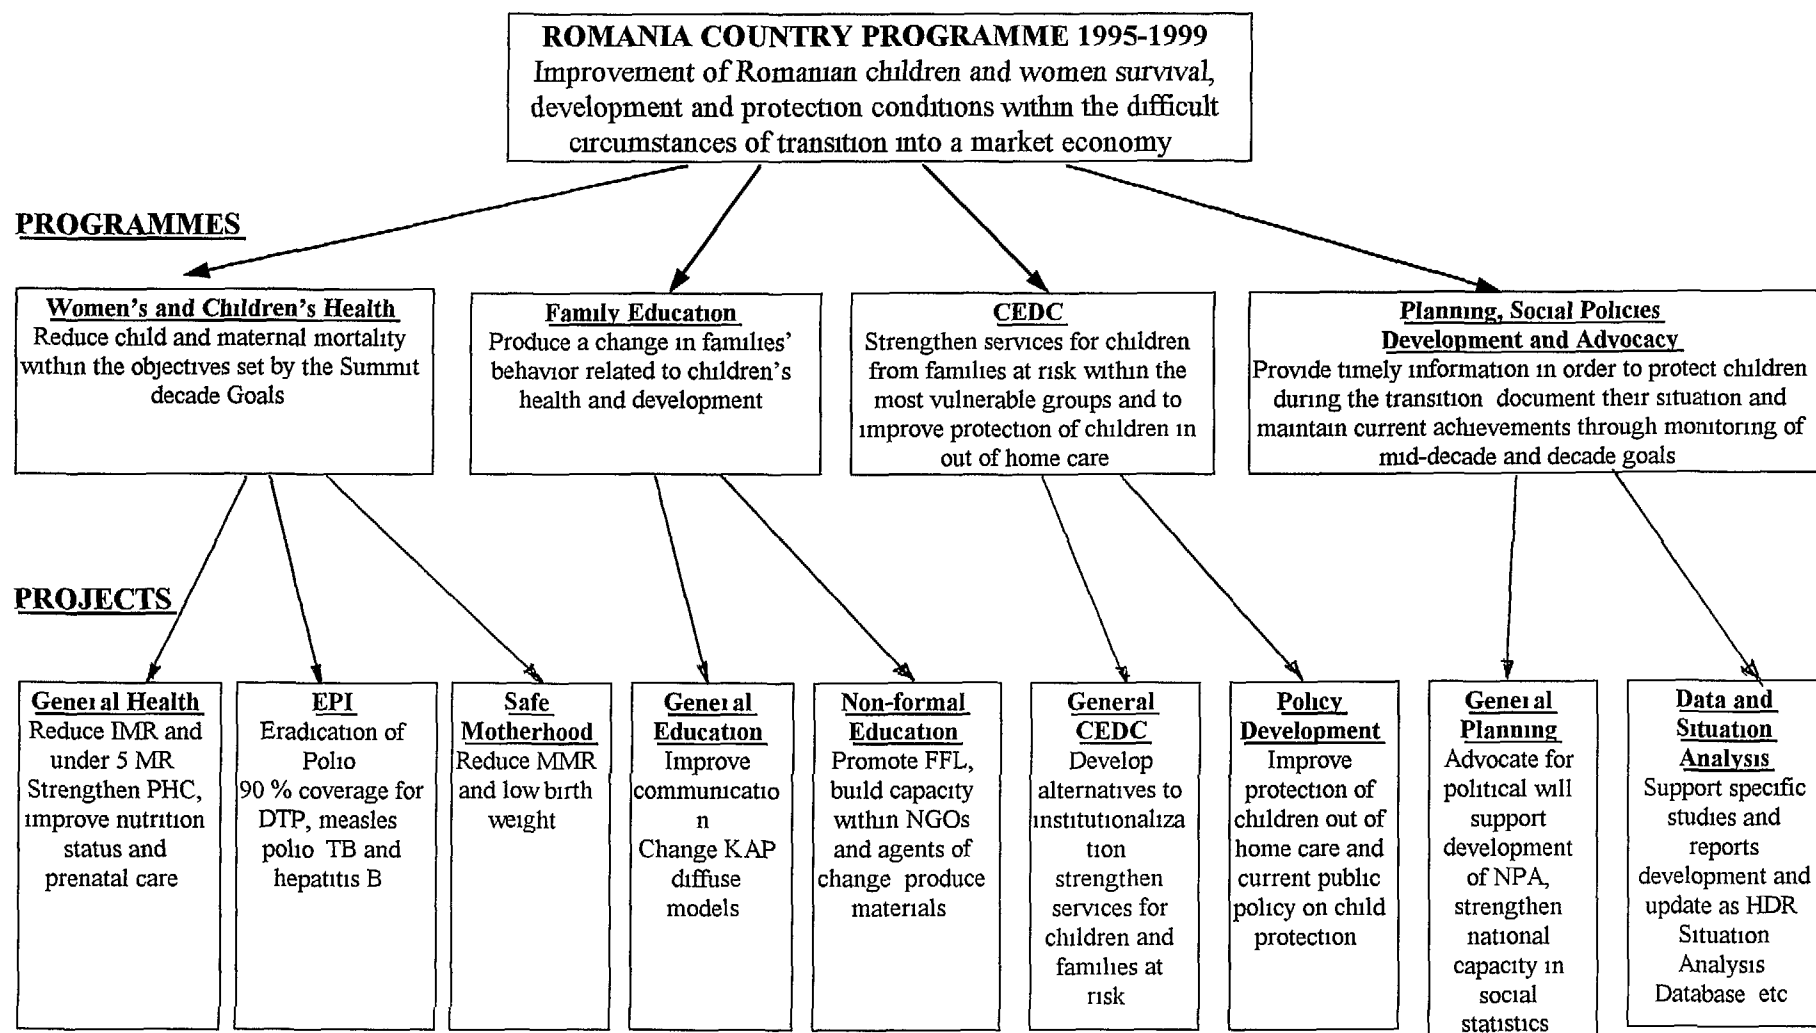 ROMANIA COUNTRY PROGRAMME 1995-1999
Improvement of Romanian children and women survival,
development and protection conditions within the difficult
circumstances of transition into a market economy
PROGRAMMES
Women's and Children's Health
Reduce child and maternal mortality
within the objectives set by the Summit
decade Goals
Family Education
Produce a change in families'
behavior related to children's
health and development
CEDC
Strengthen services for children
from families at risk within the
most vulnerable groups and to
improve protection of children in
out of home care
Planning, Social Policies
Development and Advocacy
Provide timely information in order to protect children
during the transition document their situation and
maintain current achievements through monitoring of
mid-decade and decade goals
PROJECTS
General Health
Reduce IMR and
under 5 MR
Strengthen PHC,
improve nutrition
status and
prenatal care
EPI
Eradication of
Polio
90 % coverage for
DTP, measles
polio TB and
hepatitis B
Safe
Motherhood
Reduce MMR
and low birth
weight
General
Education
Improve
communicatio
n
Change KAP
diffuse
models
Non-formal
Education
Promote FFL,
build capacity
within NGOs
and agents of
change produce
materials
General
CEDC
Develop
alternatives to
institutionaliza
tion
strengthen
services for
children and
families at
risk
Policy
Development
Improve
protection of
children out of
home care and
current public
policy on child
protection
General
Planning
Advocate for
political will
support
development
of NPA,
strengthen
national
capacity in
social
statistics
Data and
Situation
Analysis
Support specific
studies and
reports
development and
update as HDR
Situation
Analysis
Database etc